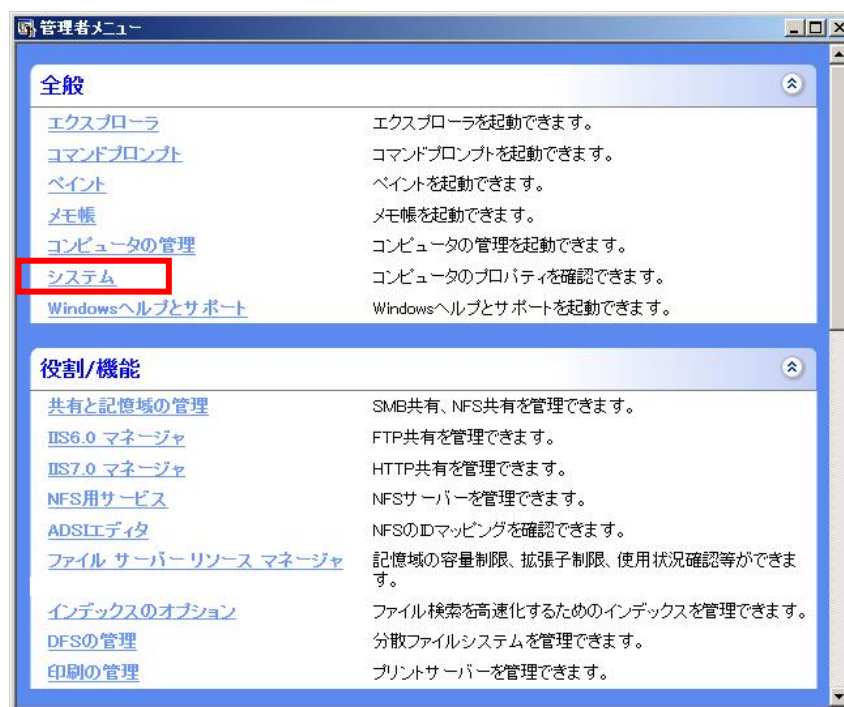 管理者メニュー
全般
エクスプローラ エクスプローラを起動できます。
コマンドプロンプト コマンドプロンプトを起動できます。
ペイント ペイントを起動できます。
メモ帳 メモ帳を起動できます。
コンピュータの管理 コンピュータの管理を起動できます。
システム コンピュータのプロパティを確認できます。
Windowsヘルプとサポート Windowsヘルプとサポートを起動できます。
役割/機能
共有と記憶域の管理 SMB共有、NFS共有を管理できます。
IIS6.0 マネージャ FTP共有を管理できます。
IIS7.0 マネージャ HTTP共有を管理できます。
NFS用サービス NFSサーバーを管理できます。
ADSIエディタ NFSのIDマッピングを確認できます。
ファイル サーバー リソース マネージャ 記憶域の容量制限、拡張子制限、使用状況確認等ができま
す。
インデックスのオプション ファイル検索を高速化するためのインデックスを管理できます。
DFSの管理 分散ファイルシステムを管理できます。
印刷の管理 プリントサーバーを管理できます。